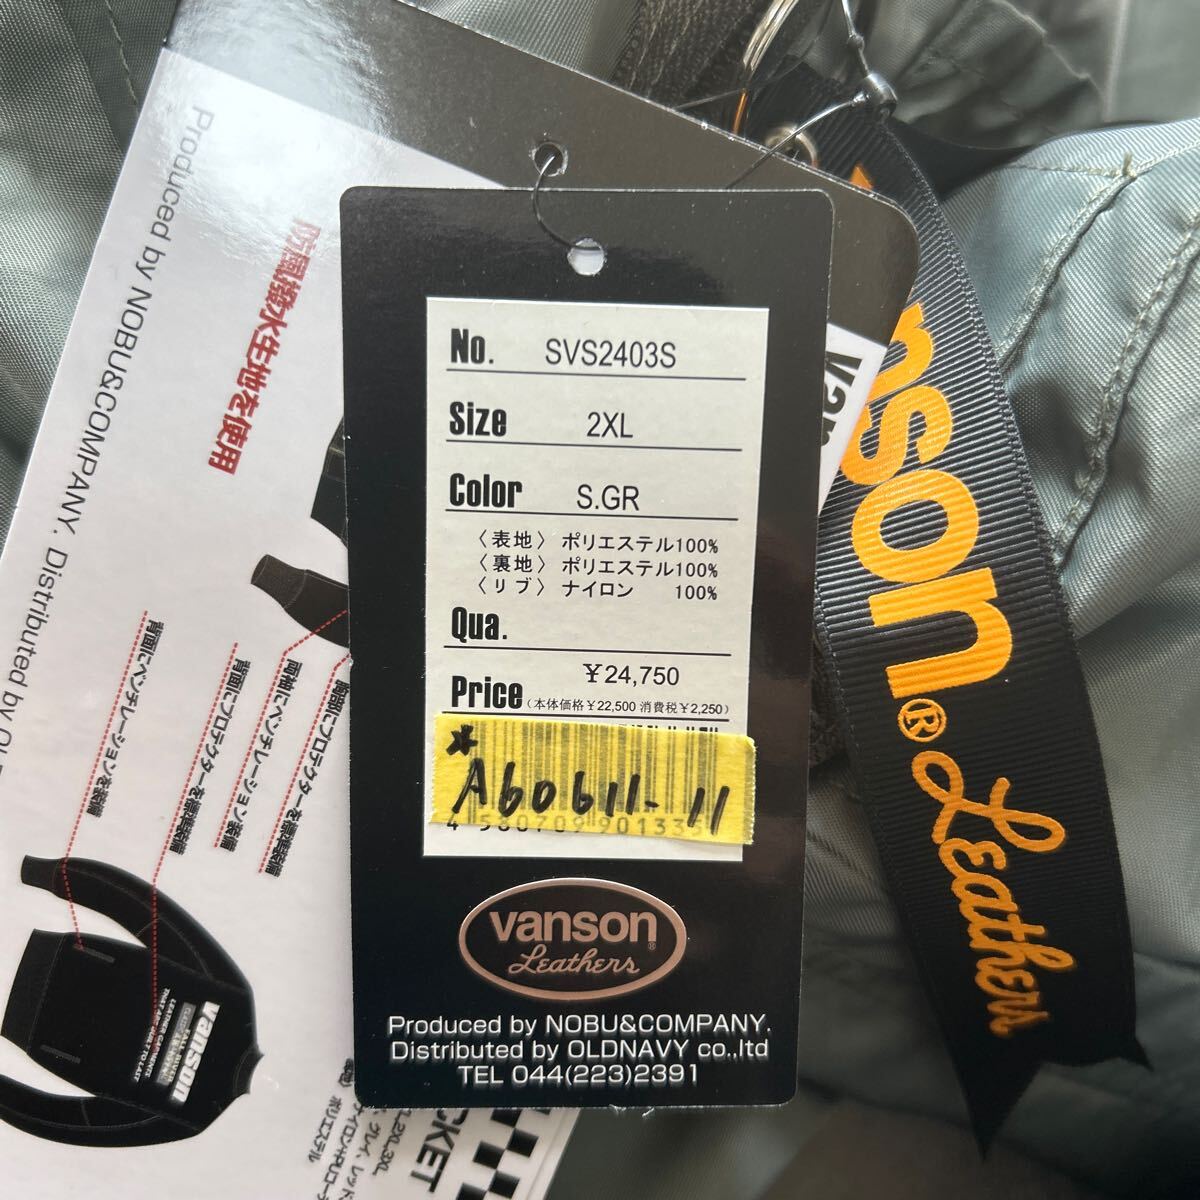 No. SVS2403S
Size 2XL
Color S.GR
〈表地〉 ポリエステル100%
〈裏地〉 ポリエステル100%
〈リブ〉 ナイロン 100%
Qua.
￥24,750
Price (本体価格￥22,500 消費税￥2,250)
* A60611-11
vanson®
Leathers
Produced by NOBU&COMPANY.
Distributed by OLDNAVY co.,ltd
TEL 044(223)2391
Produced by NOBU&COMPANY. Distributed by
防風撥水生地を使用
背面にベンチレーションを装備
背面にプロテクターを標準装備
両袖にベンチレーション装備
胸部にプロテクターを標準装備
vanson
LEATHER GARMENTS
THAT ARE BUILT TO LAST
nson®
Leathers